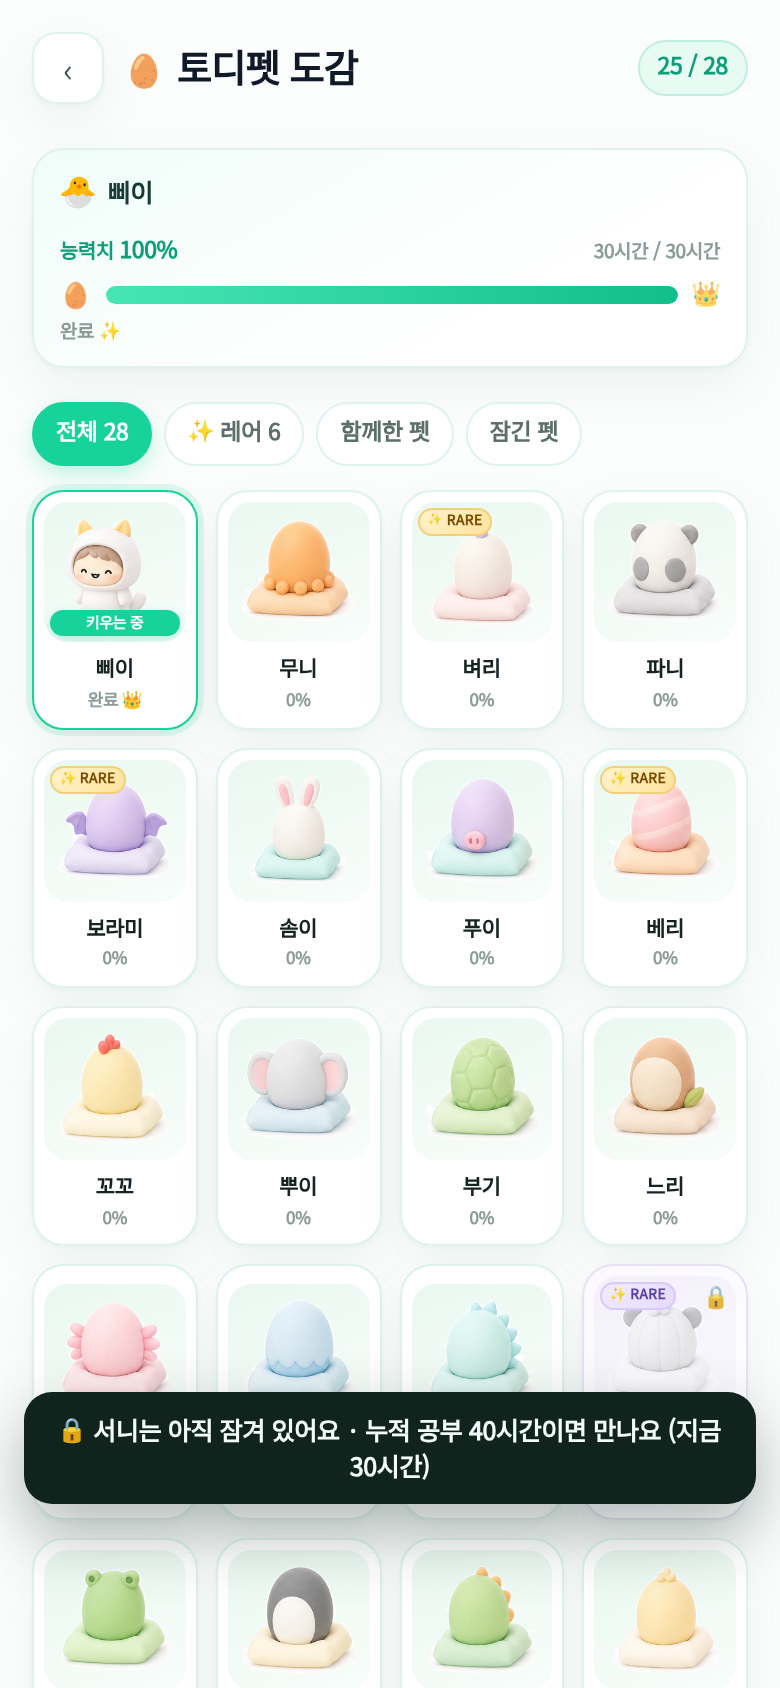 ‹ 토디펫 도감 25 / 28
삐이
능력치 100% 30시간 / 30시간
완료
전체 28 레어 6 함께한 펫 잠긴 펫
키우는 중 RARE
삐이 무니 벼리 파니
완료 0% 0% 0%
RARE RARE
보라미 솜이 푸이 베리
0% 0% 0% 0%
꼬꼬 뿌이 부기 느리
0% 0% 0% 0%
RARE
서니는 아직 잠겨 있어요 · 누적 공부 40시간이면 만나요 (지금
30시간)